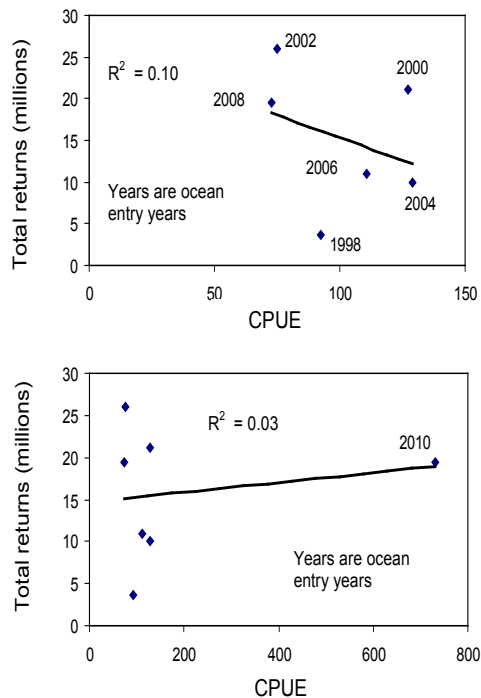 Total returns (millions)
30
25
20
15
10
5
0
R² = 0.10
2002
2000
2008
2006
2004
1998
Years are ocean
entry years
0 50 100 150
CPUE
Total returns (millions)
30
25
20
15
10
5
0
R² = 0.03
2010
Years are ocean
entry years
0 200 400 600 800
CPUE